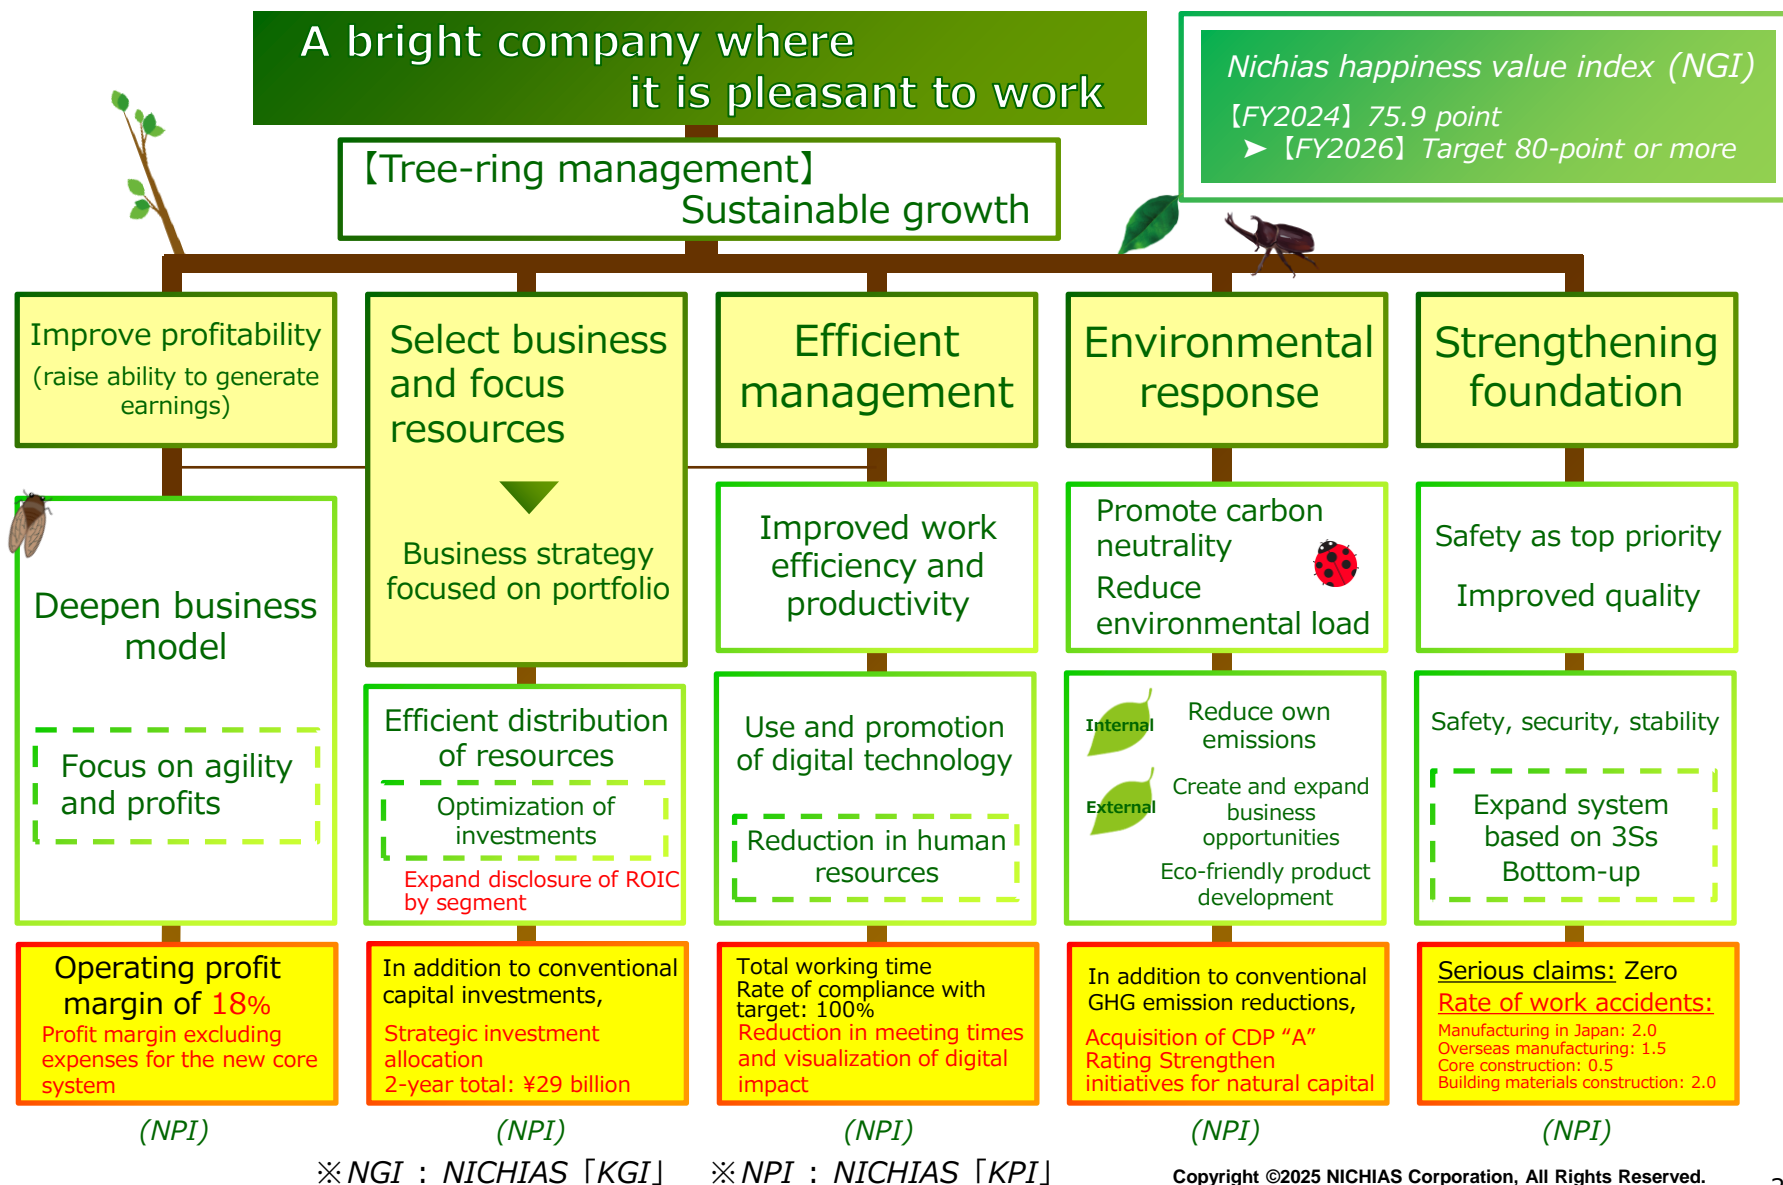 A bright company where
it is pleasant to work
Nichias happiness value index (NGI)
【FY2024】75.9 point
➤【FY2026】Target 80-point or more
【Tree-ring management】
Sustainable growth
Improve profitability
(raise ability to generate
earnings)
Deepen business
model
Focus on agility
and profits
Operating profit
margin of 18%
Profit margin excluding
expenses for the new core
system
(NPI)
Select business
and focus
resources
Business strategy
focused on portfolio
Efficient distribution
of resources
Optimization of
investments
Expand disclosure of ROIC
by segment
In addition to conventional
capital investments,
Strategic investment
allocation
2-year total: ¥29 billion
(NPI)
Efficient
management
Improved work
efficiency and
productivity
Use and promotion
of digital technology
Reduction in human
resources
Total working time
Rate of compliance with
target: 100%
Reduction in meeting times
and visualization of digital
impact
(NPI)
Environmental
response
Promote carbon
neutrality
Reduce
environmental load
Internal
Reduce own
emissions
External
Create and expand
business
opportunities
Eco-friendly product
development
In addition to conventional
GHG emission reductions,
Acquisition of CDP “A”
Rating Strengthen
initiatives for natural capital
(NPI)
Strengthening
foundation
Safety as top priority
Improved quality
Safety, security, stability
Expand system
based on 3Ss
Bottom-up
Serious claims: Zero
Rate of work accidents:
Manufacturing in Japan: 2.0
Overseas manufacturing: 1.5
Core construction: 0.5
Building materials construction: 2.0
(NPI)
※NGI : NICHIAS「KGI」 ※NPI : NICHIAS「KPI」
Copyright ©2025 NICHIAS Corporation, All Rights Reserved.